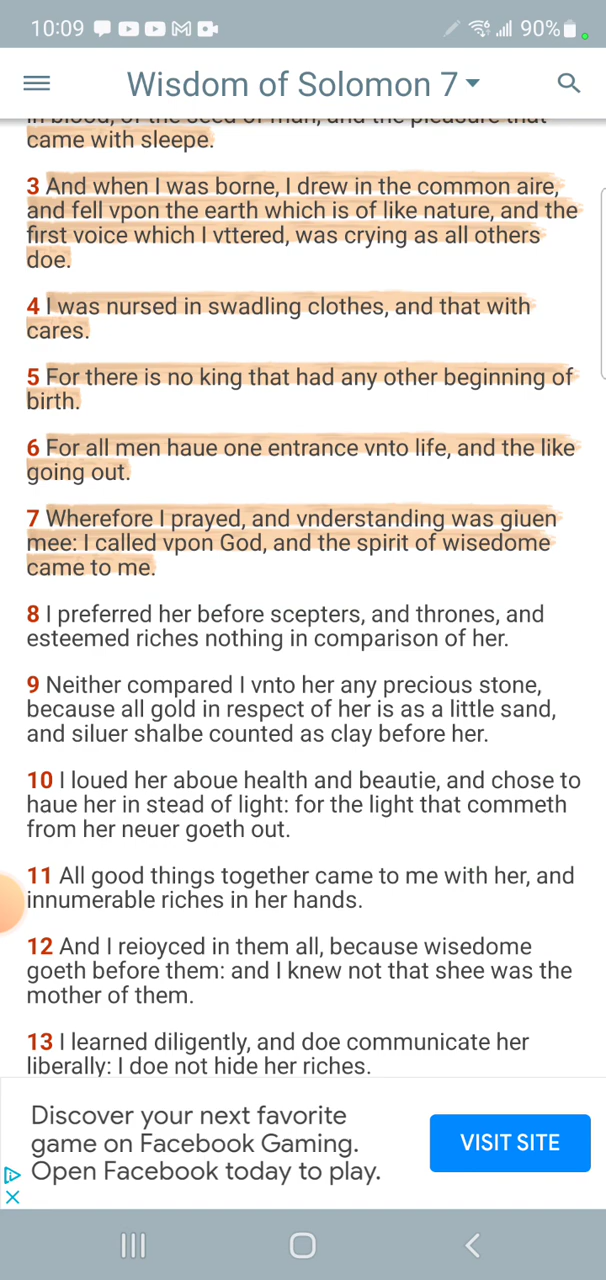 10:09
90%
Wisdom of Solomon 7
in blood, of the seed of man, and the pleasure that
came with sleepe.
3 And when I was borne, I drew in the common aire,
and fell vpon the earth which is of like nature, and the
first voice which I vttered, was crying as all others
doe.
4 I was nursed in swadling clothes, and that with
cares.
5 For there is no king that had any other beginning of
birth.
6 For all men haue one entrance vnto life, and the like
going out.
7 Wherefore I prayed, and vnderstanding was giuen
mee: I called vpon God, and the spirit of wisedome
came to me.
8 I preferred her before scepters, and thrones, and
esteemed riches nothing in comparison of her.
9 Neither compared I vnto her any precious stone,
because all gold in respect of her is as a little sand,
and siluer shalbe counted as clay before her.
10 I loued her aboue health and beautie, and chose to
haue her in stead of light: for the light that commeth
from her neuer goeth out.
11 All good things together came to me with her, and
innumerable riches in her hands.
12 And I reioyced in them all, because wisedome
goeth before them: and I knew not that shee was the
mother of them.
13 I learned diligently, and doe communicate her
liberally: I doe not hide her riches.
Discover your next favorite
game on Facebook Gaming.
Open Facebook today to play.
VISIT SITE